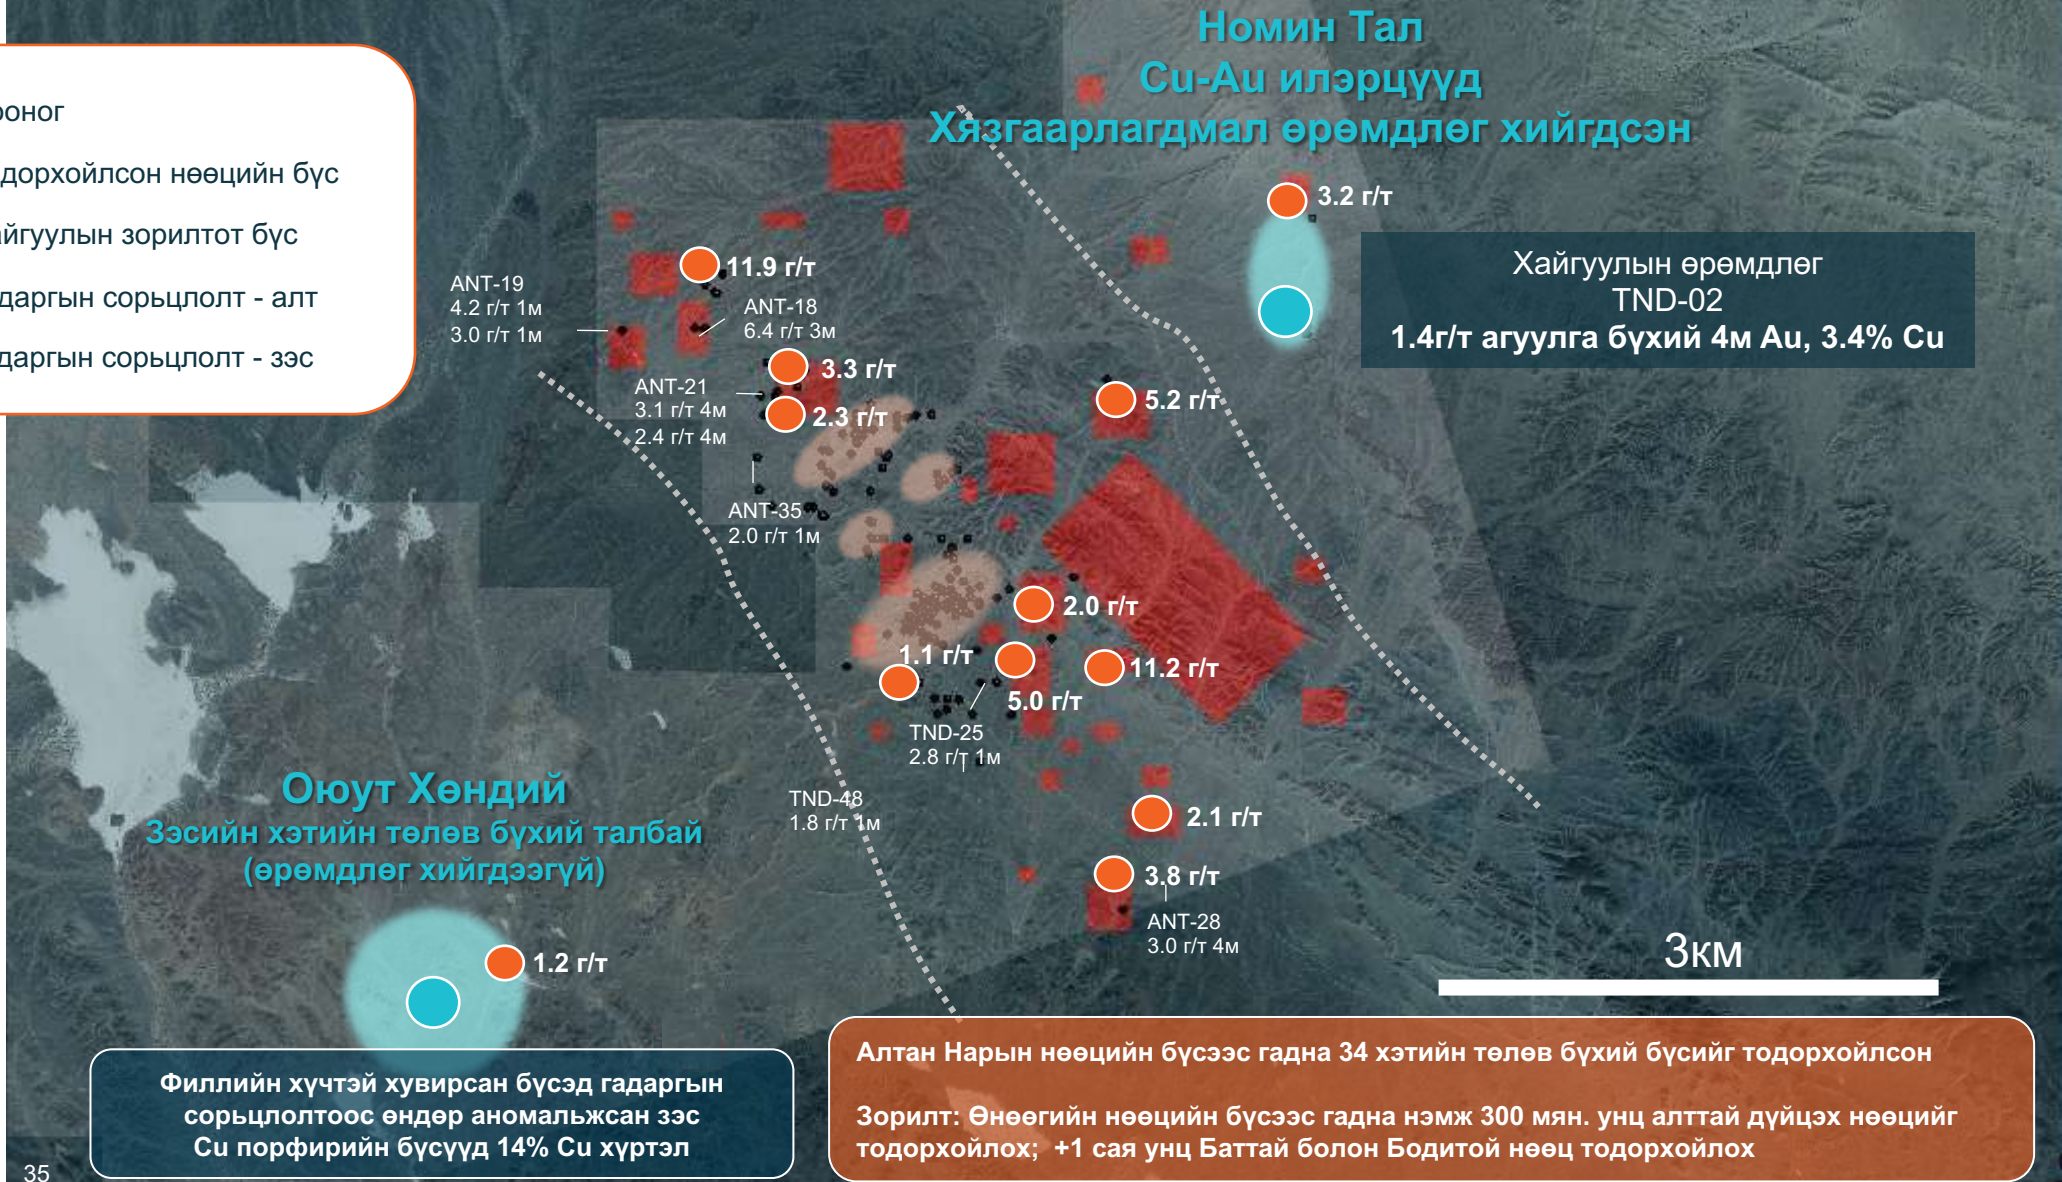 Номин Тал
Cu-Au илэрцүүд
Хязгаарлагдмал өрөмдлөг хийгдсэн
нөөцийн бүс
зорилтот бүс
сорьцлолт - алт
сорьцлолт - зэс
3.2 г/т
Хайгуулын өрөмдлөг
TND-02
1.4г/т агуулга бүхий 4м Au, 3.4% Cu
11.9 г/т
ANT-19
4.2 г/т 1м
3.0 г/т 1м
ANT-18
6.4 г/т 3м
3.3 г/т
ANT-21
3.1 г/т 4м
2.4 г/т 4м
2.3 г/т
5.2 г/т
ANT-35
2.0 г/т 1м
2.0 г/т
1.1 г/т
11.2 г/т
5.0 г/т
TND-25
2.8 г/т 1м
TND-48
1.8 г/т 1м
2.1 г/т
3.8 г/т
ANT-28
3.0 г/т 4м
Оюут Хөндий
Зэсийн хэтийн төлөв бүхий талбай
(өрөмдлөг хийгдээгүй)
1.2 г/т
3км
Филлийн хүчтэй хувирсан бүсэд гадаргын
сорьцлолтоос өндөр аномальжсан зэс
Cu порфирийн бүсүүд 14% Cu хүртэл
Алтан Нарын нөөцийн бүсээс гадна 34 хэтийн төлөв бүхий бүсийг тодорхойлсон
Зорилт: Өнөөгийн нөөцийн бүсээс гадна нэмж 300 мян. унц алттай дүйцэх нөөцийг
тодорхойлох; +1 сая унц Баттай болон Бодитой нөөц тодорхойлох
35